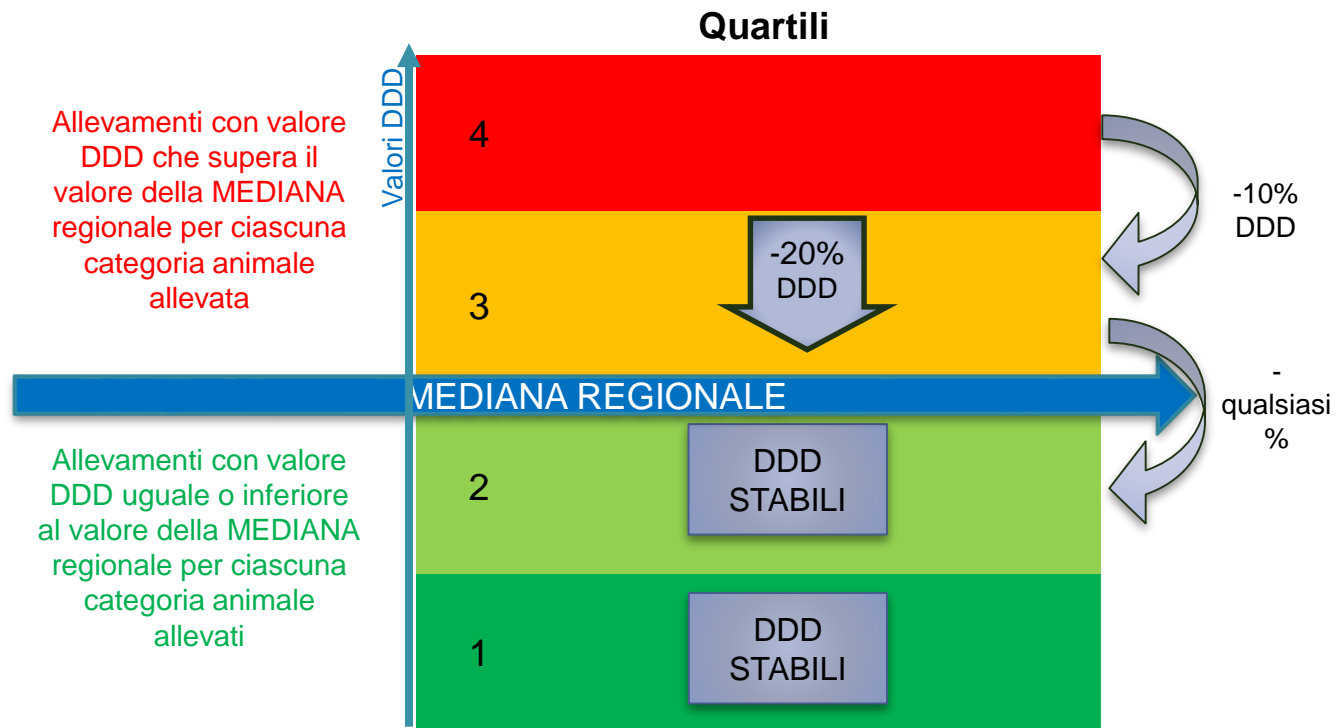 Quartili
Valori DDD
Allevamenti con valore
DDD che supera il
valore della MEDIANA
regionale per ciascuna
categoria animale
allevata
4
-10%
DDD
-20%
DDD
3
MEDIANA REGIONALE
-
qualsiasi
%
Allevamenti con valore
DDD uguale o inferiore
al valore della MEDIANA
regionale per ciascuna
categoria animale
allevati
2
DDD
STABILI
1
DDD
STABILI